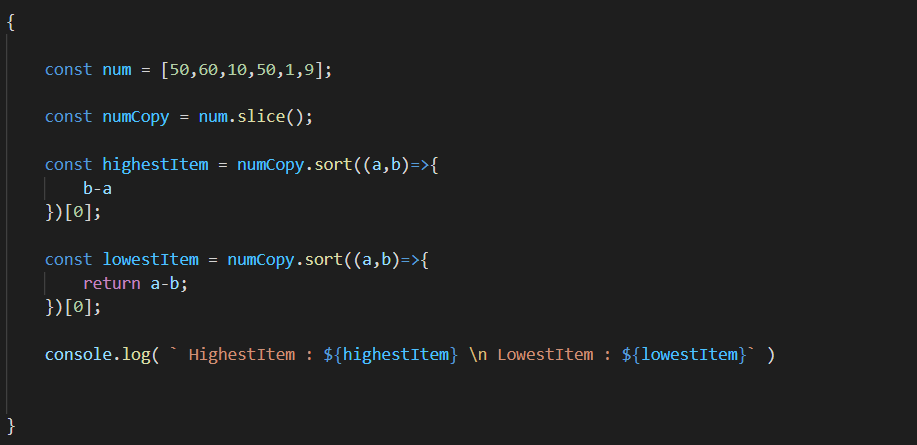 {
const num = [50,60,10,50,1,9];
const numCopy = num.slice();
const highestItem = numCopy.sort((a,b)=>{
b-a
})[0];
const lowestItem = numCopy.sort((a,b)=>{
return a-b;
})[0];
console.log( ` HighestItem : ${highestItem} \n LowestItem : ${lowestItem}` )
}